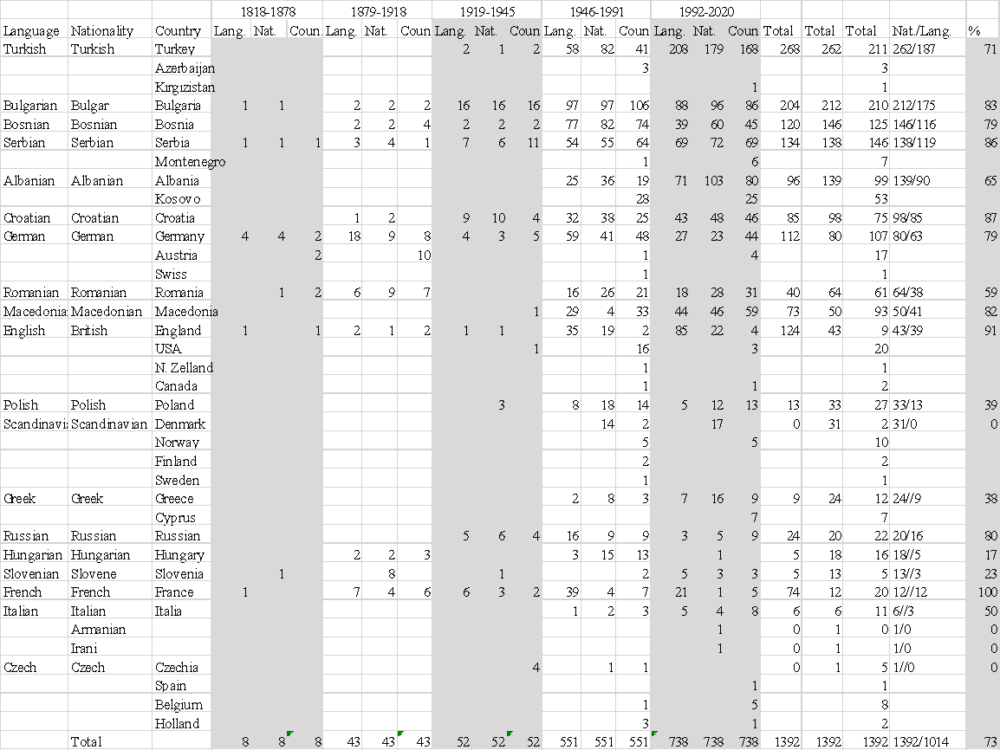 1818-1878 1879-1918 1919-1945 1946-1991 1992-2020
Language Nationality Country Lang. Nat. Coun. Lang. Nat. Coun Lang. Nat. Coun Lang. Nat. Coun Lang. Nat. Coun Total Total Total Nat./Lang. %
Turkish Turkish Turkey 2 1 2 58 82 41 208 179 168 268 262 211 262/187 71
Azerbaijan 3 3
Kırgızistan 1 1
Bulgarian Bulgar Bulgaria 1 1 2 2 2 16 16 16 97 97 106 88 96 86 204 212 210 212/175 83
Bosnian Bosnian Bosnia 2 2 4 2 2 2 77 82 74 39 60 45 120 146 125 146/116 79
Serbian Serbian Serbia 1 1 1 3 4 1 7 6 11 54 55 64 69 72 69 134 138 146 138/119 86
Montenegro 1 6 7
Albanian Albanian Albania 25 36 19 71 103 80 96 139 99 139/90 65
Kosovo 28 25 53
Croatian Croatian Croatia 1 2 9 10 4 32 38 25 43 48 46 85 98 75 98/85 87
German German Germany 4 4 2 18 9 8 4 3 5 59 41 48 27 23 44 112 80 107 80/63 79
Austria 2 10 1 4 17
Swiss 1 1
Romanian Romanian Romania 1 2 6 9 7 16 26 21 18 28 31 40 64 61 64/38 59
Macedonia Macedonian Macedonia 1 29 4 33 44 46 59 73 50 93 50/41 82
English British England 1 1 2 1 2 1 1 35 19 2 85 22 4 124 43 9 43/39 91
USA 1 16 3 20
N. Zelland 1 1
Canada 1 1 2
Polish Polish Poland 3 8 18 14 5 12 13 13 33 27 33/13 39
Scandinavi Scandinavian Denmark 14 2 17 0 31 2 31/0 0
Norway 5 5 10
Finland 2 2
Sweden 1 1
Greek Greek Greece 2 8 3 7 16 9 9 24 12 24//9 38
Cyprus 7 7
Russian Russian Russian 5 6 4 16 9 9 3 5 9 24 20 22 20/16 80
Hungarian Hungarian Hungary 2 2 3 3 15 13 1 5 18 16 18//5 17
Slovenian Slovene Slovenia 1 8 1 2 5 3 3 5 13 5 13//3 23
French French France 1 7 4 6 6 3 2 39 4 7 21 1 5 74 12 20 12//12 100
Italian Italian Italia 1 2 3 5 4 8 6 6 11 6//3 50
Armanian 1 0 1 0 1/0 0
Irani 1 0 1 1/0 0
Czech Czech Czechia 4 1 1 0 1 5 1//0 0
Spain 1 1
Belgium 1 5 8
Holland 3 1 2
Total 8 8 8 43 43 43 52 52 52 551 551 551 738 738 738 1392 1392 1392 1392/1014 73